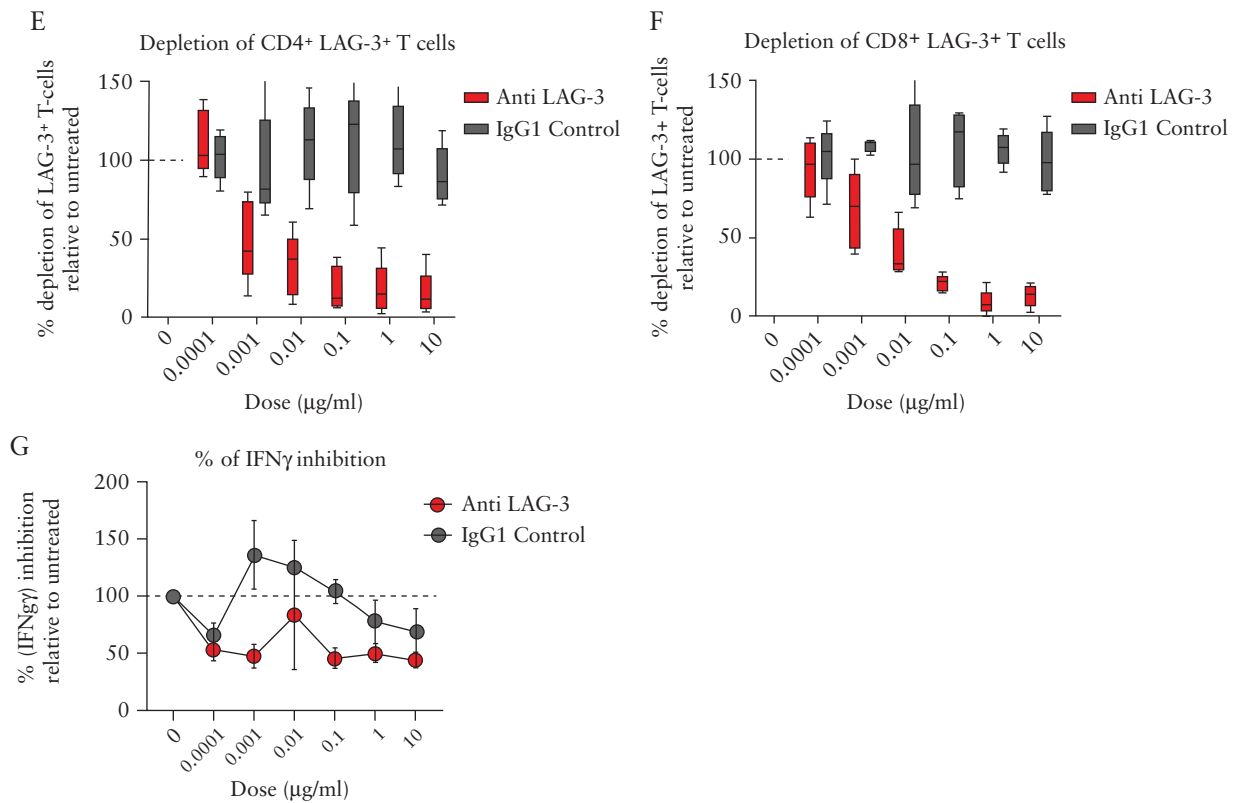 E
Depletion of CD4+ LAG-3+ T cells
% depletion of LAG-3+ T-cells
relative to untreated
150
100
50
0
0
0.0001
0.001
0.01
0.1
1
10
Dose (µg/ml)
Anti LAG-3
IgG1 Control
F
Depletion of CD8+ LAG-3+ T cells
% depletion of LAG-3+ T-cells
relative to untreated
150
100
50
0
0
0.0001
0.001
0.01
0.1
1
10
Dose (µg/ml)
Anti LAG-3
IgG1 Control
G
% of IFNγ inhibition
% (IFNgγ) inhibition
relative to untreated
200
150
100
50
0
0
0.0001
0.001
0.01
0.1
1
10
Dose (µg/ml)
Anti LAG-3
IgG1 Control